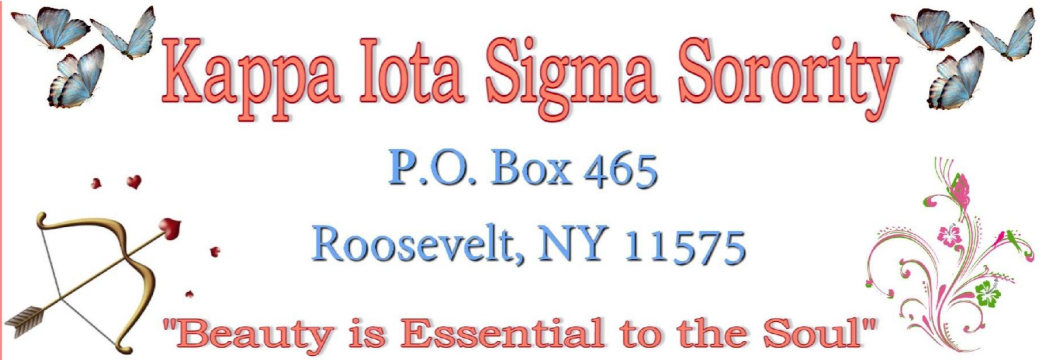 Kappa Iota Sigma Sorority
P.O. Box 465
Roosevelt, NY 11575
"Beauty is Essential to the Soul"